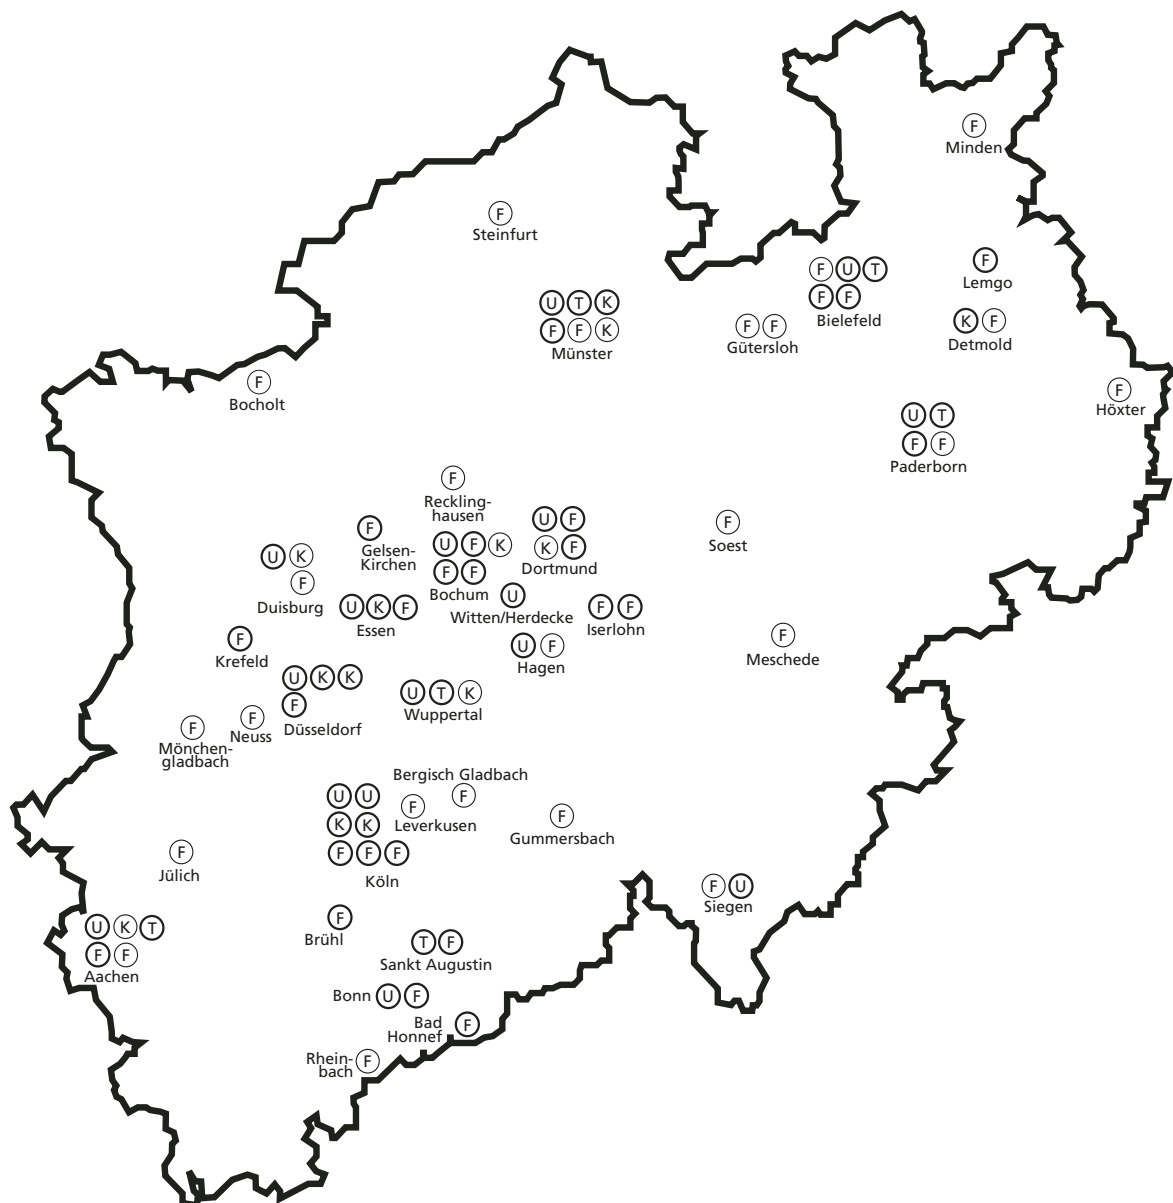 F
Minden
F
Steinfurt
F
Lemgo
F U T
F F
Bielefeld
U T K
F F K
Münster
F F
Gütersloh
K F
Detmold
F
Bocholt
F
Höxter
U T
F F
Paderborn
F
Reckling-
hausen
F
Gelsen-
Kirchen
U F K
F F
Bochum
U F
K F
Dortmund
F
Soest
U K
F
Duisburg
U K F
Essen
U
Witten/Herdecke
F F
Iserlohn
F
Krefeld
U F
Hagen
F
Meschede
U K K
F
Düsseldorf
U T K
Wuppertal
F
Neuss
F
Mönchen-
gladbach
Bergisch Gladbach
F
U U
K K
F F F
Köln
F
Leverkusen
F
Gummersbach
F
Jülich
F U
Siegen
U K T
F F
Aachen
F
Brühl
T F
Sankt Augustin
Bonn U F
Bad
Honnef
F
Rhein-
bach
F